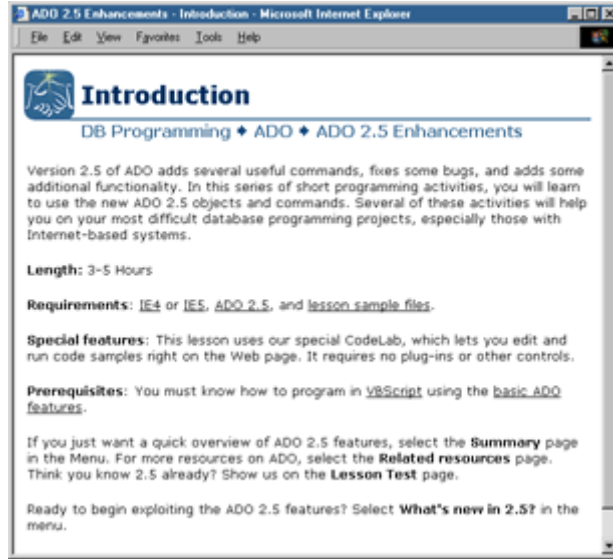 ADO 2.5 Enhancements - Introduction - Microsoft Internet Explorer
File Edit View Favorites Tools Help
Introduction
DB Programming ♦ ADO ♦ ADO 2.5 Enhancements
Version 2.5 of ADO adds several useful commands, fixes some bugs, and adds some
additional functionality. In this series of short programming activities, you will learn
to use the new ADO 2.5 objects and commands. Several of these activities will help
you on your most difficult database programming projects, especially those with
Internet-based systems.
Length: 3-5 Hours
Requirements: IE4 or IE5, ADO 2.5, and lesson sample files.
Special features: This lesson uses our special CodeLab, which lets you edit and
run code samples right on the Web page. It requires no plug-ins or other controls.
Prerequisites: You must know how to program in VBScript using the basic ADO
features.
If you just want a quick overview of ADO 2.5 features, select the Summary page
in the Menu. For more resources on ADO, select the Related resources page.
Think you know 2.5 already? Show us on the Lesson Test page.
Ready to begin exploiting the ADO 2.5 features? Select What's new in 2.5? in the
menu.